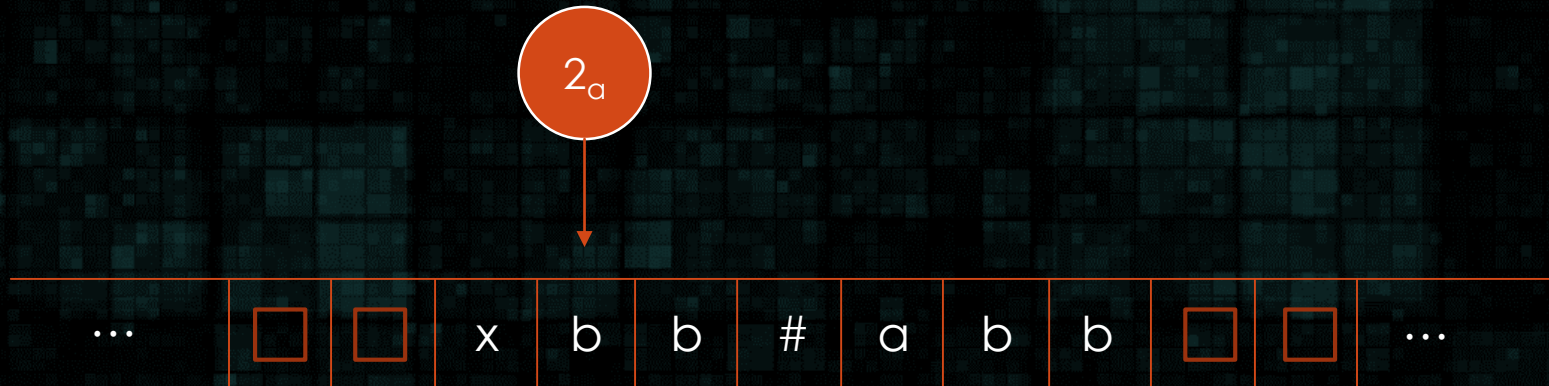 2ₐ
... □ □ x b b # a b b □ □ ...